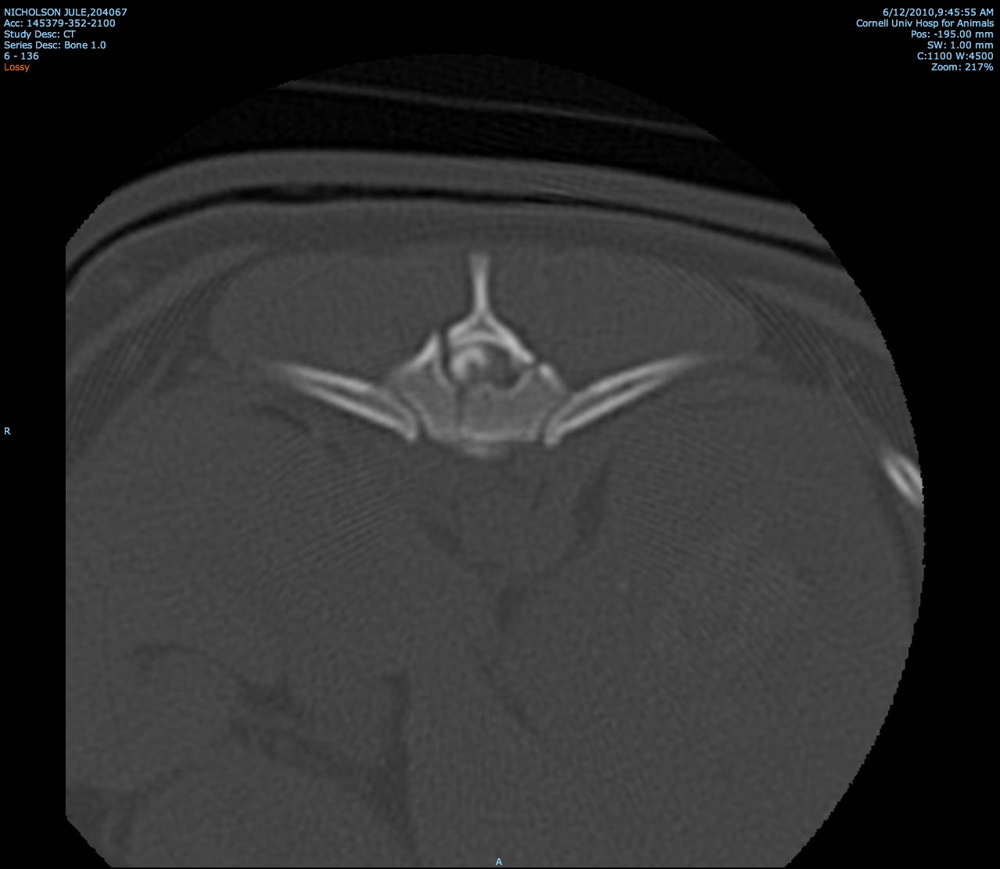 NICHOLSON JULE,204067
Acc: 145379-352-2100
Study Desc: CT
Series Desc: Bone 1.0
6 - 136
Lossy
6/12/2010,9:45:55 AM
Cornell Univ Hosp for Animals
Pos: -195.00 mm
SW: 1.00 mm
C:1100 W:4500
Zoom: 217%
R
A